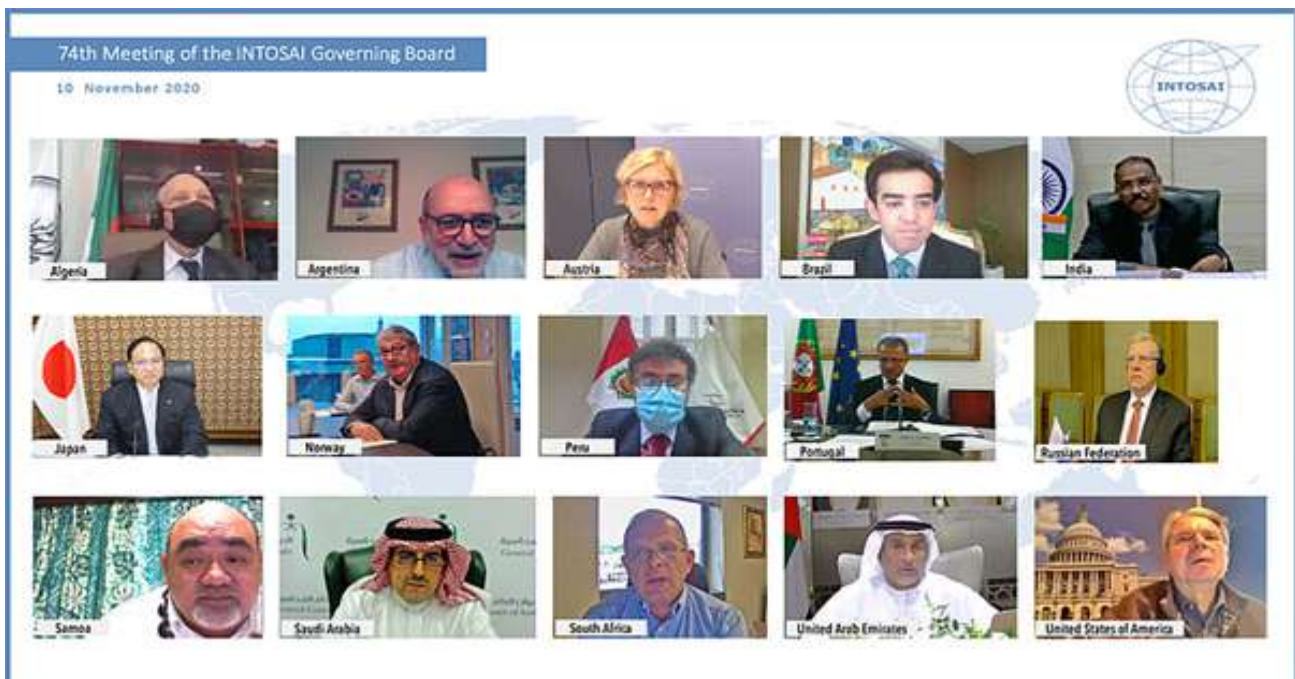 74th Meeting of the INTOSAI Governing Board
10 November 2020
INTOSAI
Algeria
Argentina
Austria
Brazil
India
Japan
Norway
Peru
Portugal
Russian Federation
Samoa
Saudi Arabia
South Africa
United Arab Emirates
United States of America